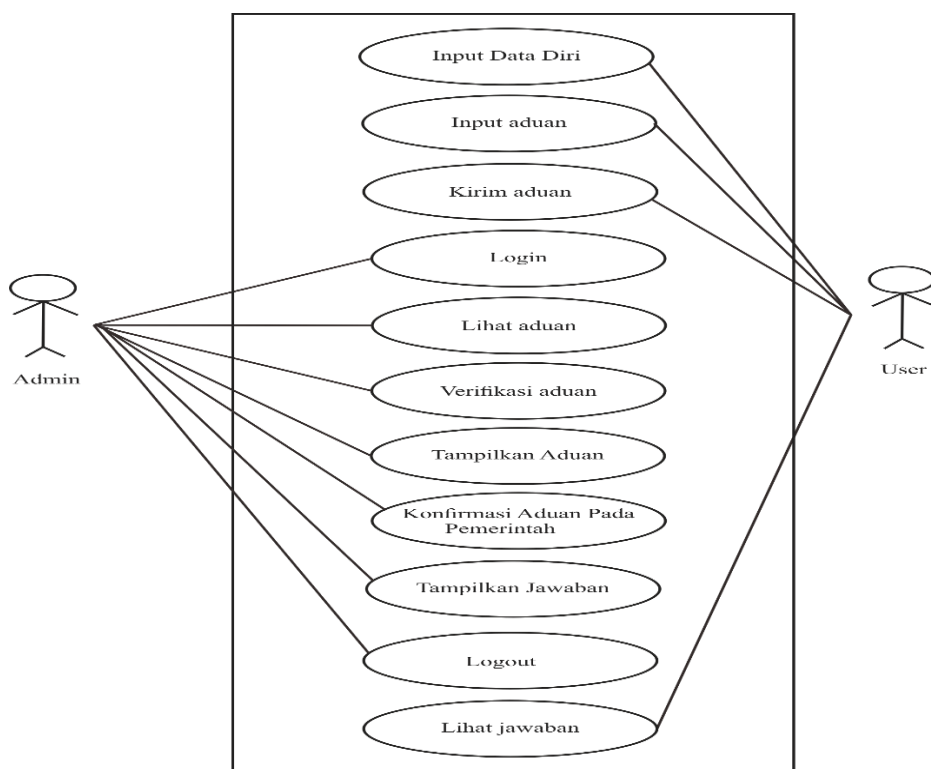 Input Data Diri
Input aduan
Kirim aduan
Login
Lihat aduan
Verifikasi aduan
Tampilkan Aduan
Konfirmasi Aduan Pada
Pemerintah
Tampilkan Jawaban
Logout
Lihat jawaban
Admin
User